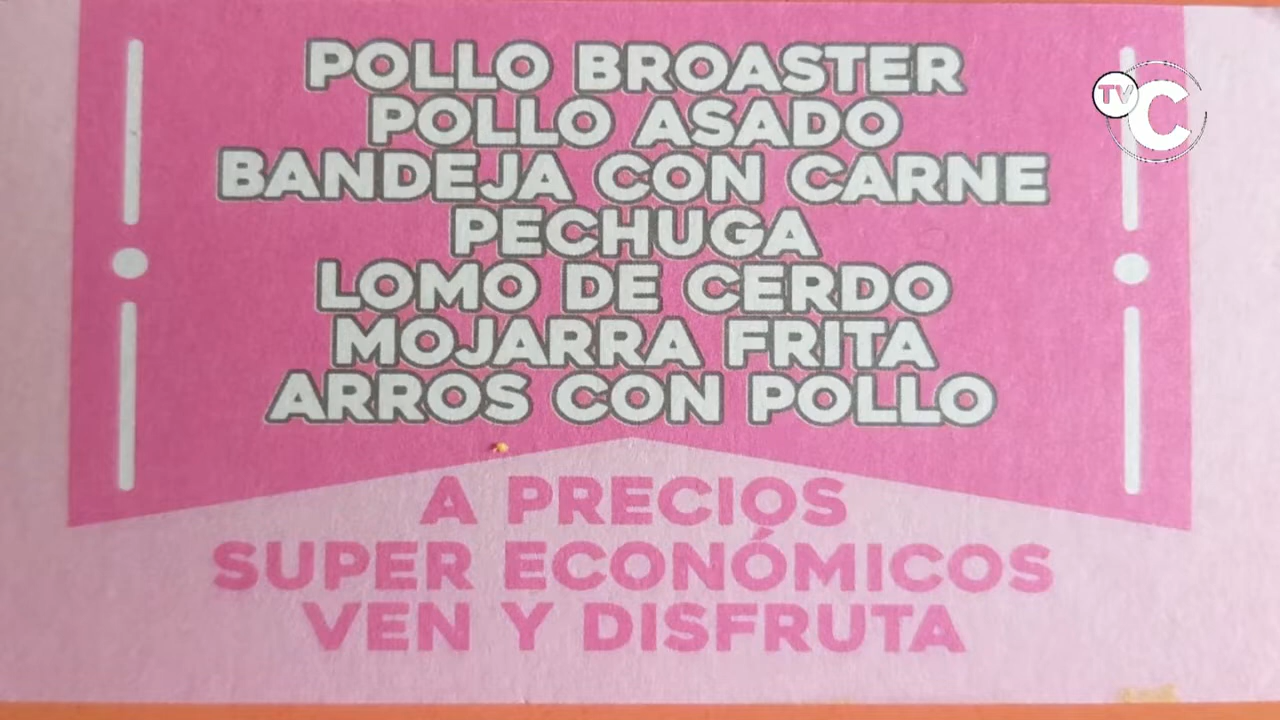 POLLO BROASTER
POLLO ASADO
BANDEJA CON CARNE
PECHUGA
LOMO DE CERDO
MOJARRA FRITA
ARROS CON POLLO
A PRECIOS
SUPER ECONÓMICOS
VEN Y DISFRUTA
TV C